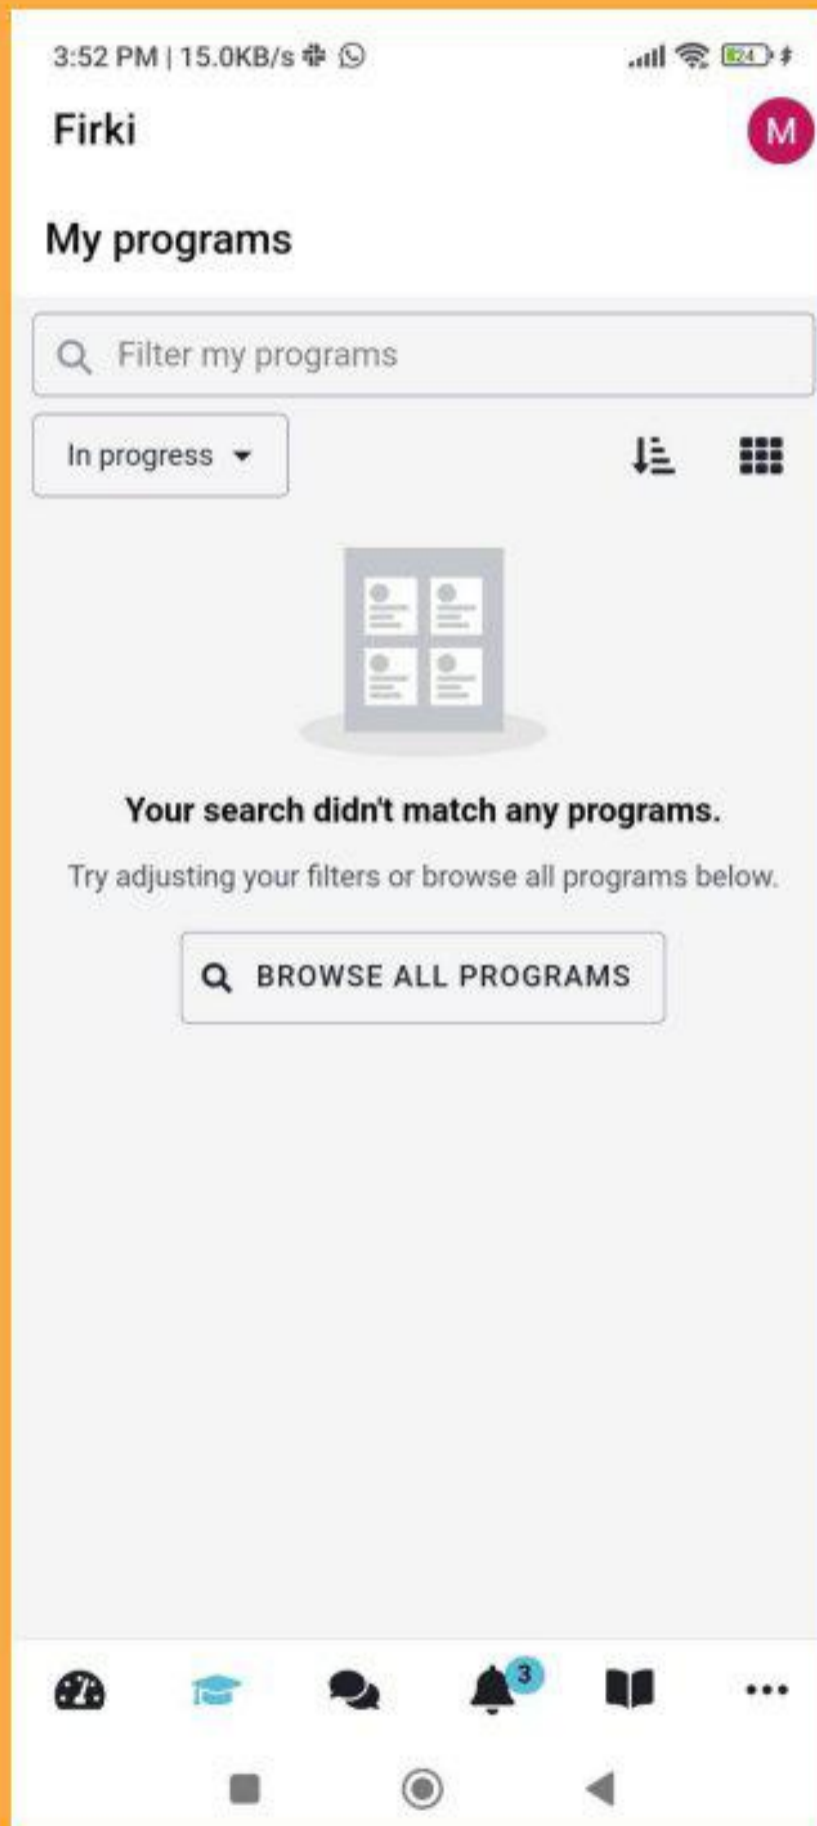 3:52 PM | 15.0KB/s
24
Firki
M
My programs
Filter my programs
In progress
Your search didn't match any programs.
Try adjusting your filters or browse all programs below.
BROWSE ALL PROGRAMS
3